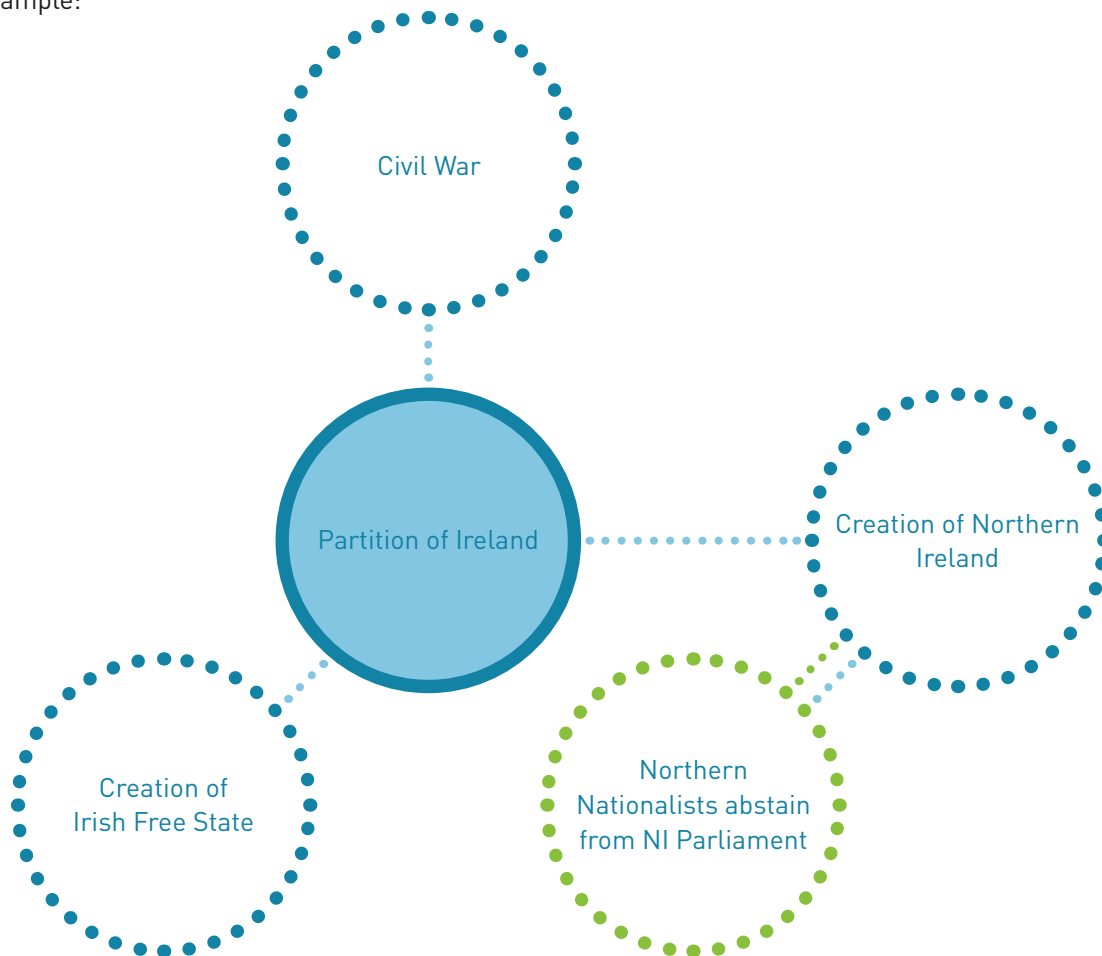 Civil War
Partition of Ireland
Creation of Northern
Ireland
Creation of
Irish Free State
Northern
Nationalists abstain
from NI Parliament